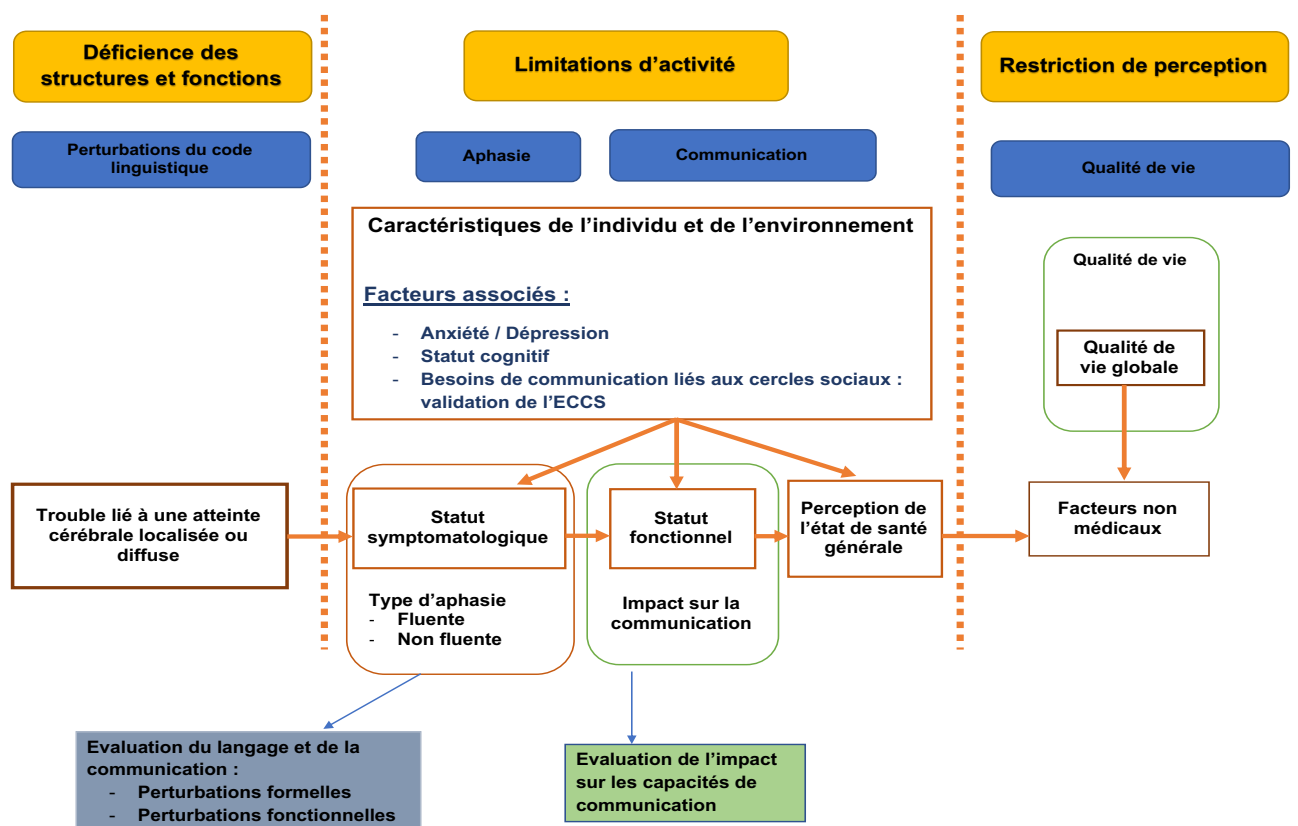 Déficience des
structures et fonctions
Limitations d'activité
Restriction de perception
Perturbations du code
linguistique
Aphasie
Communication
Qualité de vie
Caractéristiques de l'individu et de l'environnement
Facteurs associés :
- Anxiété / Dépression
- Statut cognitif
- Besoins de communication liés aux cercles sociaux :
validation de l'ECCS
Qualité de vie
Qualité de
vie globale
Trouble lié à une atteinte
cérébrale localisée ou
diffuse
Statut
symptomatologique
Statut
fonctionnel
Perception de
l'état de santé
générale
Facteurs non
médicaux
Type d'aphasie
- Fluente
- Non fluente
Impact sur la
communication
Evaluation du langage et de la
communication :
- Perturbations formelles
- Perturbations fonctionnelles
Evaluation de l'impact
sur les capacités de
communication